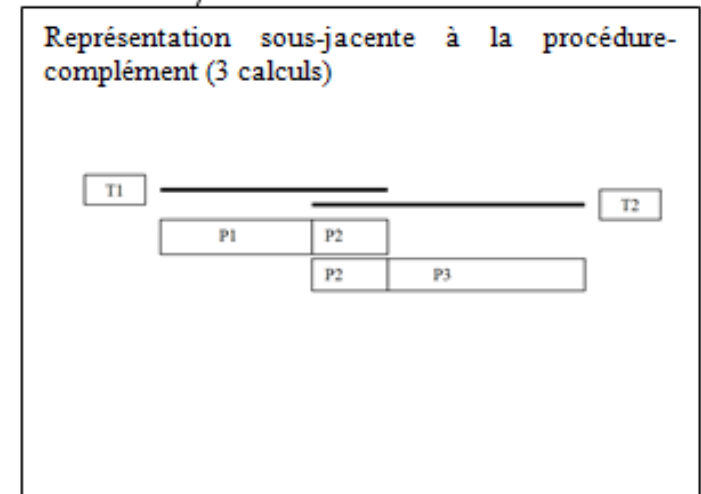 Représentation sous-jacente à la procédure-
complément (3 calculs)
T1
T2
P1 P2
P2 P3